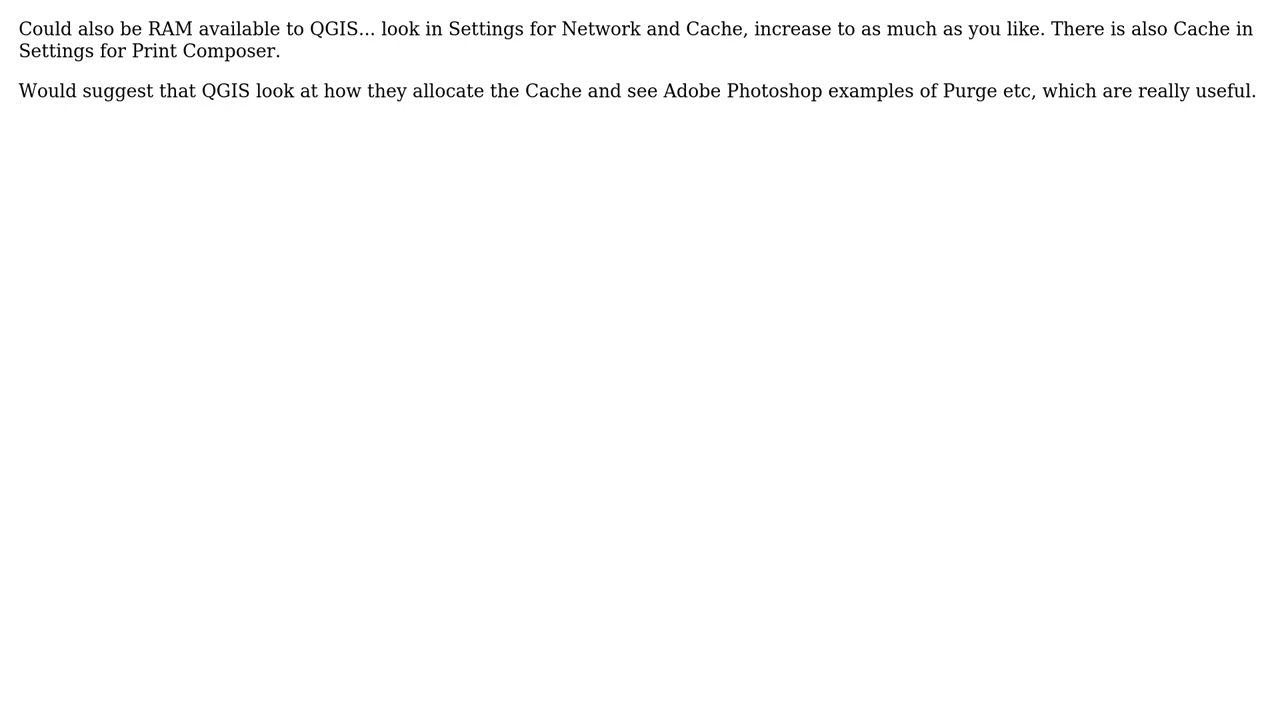 Could also be RAM available to QGIS... look in Settings for Network and Cache, increase to as much as you like. There is also Cache in
Settings for Print Composer.
Would suggest that QGIS look at how they allocate the Cache and see Adobe Photoshop examples of Purge etc, which are really useful.